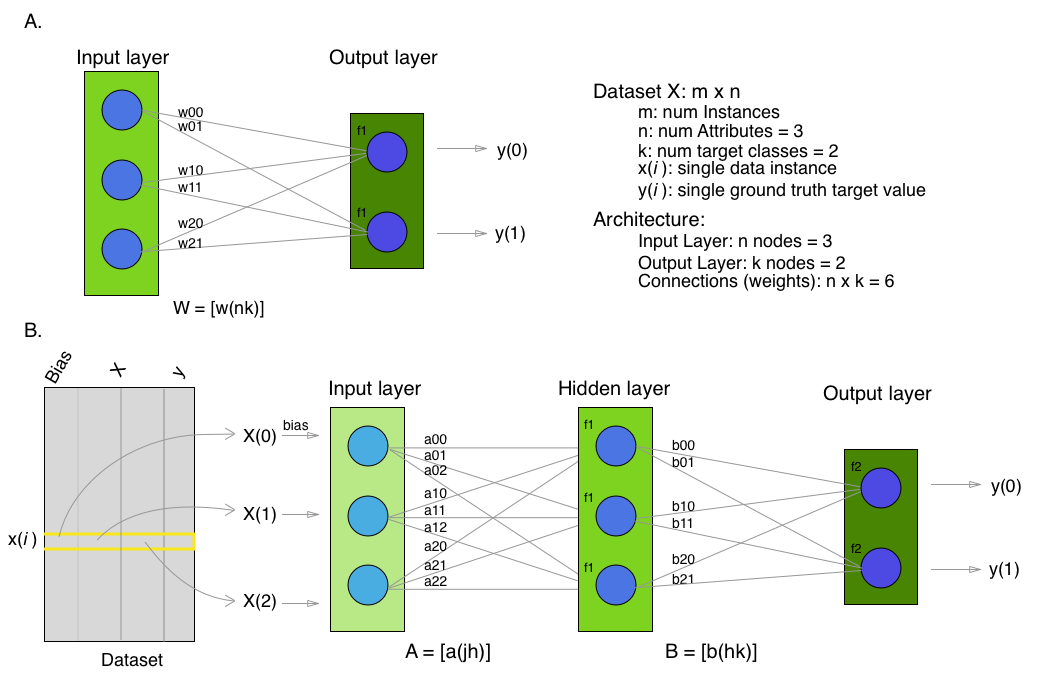 A.
Input layer
Output layer
w00
w01
w10
w11
w20
w21
f1
f1
y(0)
y(1)
W = [w(nk)]
Dataset X: m x n
m: num Instances
n: num Attributes = 3
k: num target classes = 2
x(i ): single data instance
y(i ): single ground truth target value
Architecture:
Input Layer: n nodes = 3
Output Layer: k nodes = 2
Connections (weights): n x k = 6
B.
Bias
X
y
x(i )
Dataset
X(0)
bias
X(1)
X(2)
Input layer
Hidden layer
Output layer
a00
a01
a02
a10
a11
a12
a20
a21
a22
f1
f1
f1
b00
b01
b10
b11
b20
b21
f2
f2
y(0)
y(1)
A = [a(jh)]
B = [b(hk)]